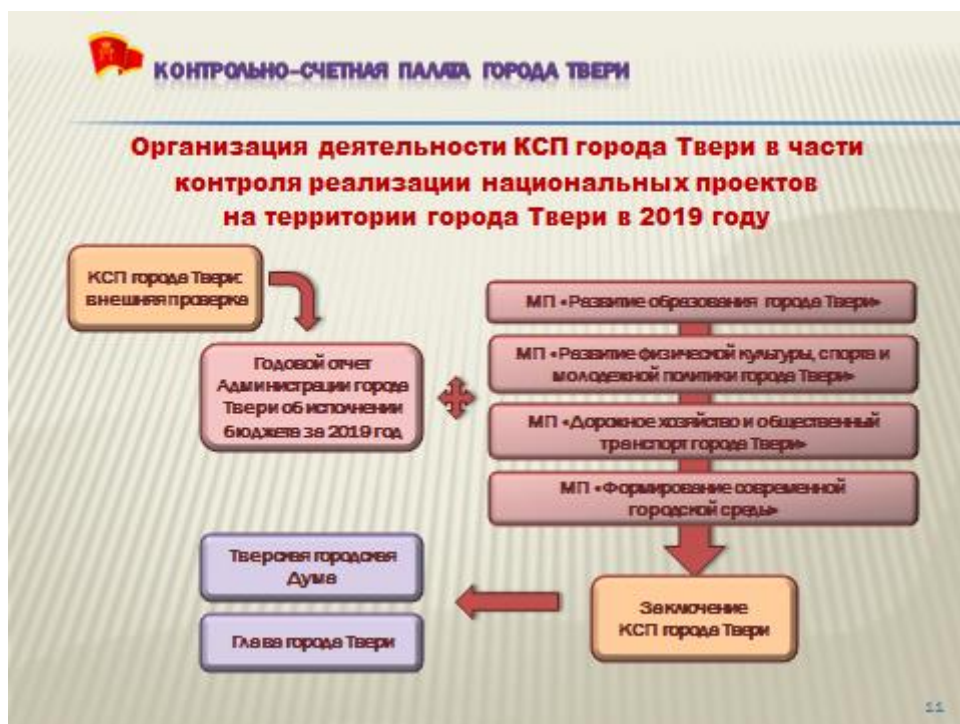 КОНТРОЛЬНО-СЧЕТНАЯ ПАЛАТА ГОРОДА ТВЕРИ
Организация деятельности КСП города Твери в части
контроля реализации национальных проектов
на территории города Твери в 2019 году
КСП города Твери:
внешняя проверка
Годовой отчет
Администрации города
Твери об исполнении
бюджета за 2019 год
МП «Развитие образования города Твери»
МП «Развитие физической культуры, спорта и
молодежной политики города Твери»
МП «Дорожное хозяйство и общественный
транспорт города Твери»
МП «Формирование современной
городской среды»
Заключение
КСП города Твери
Тверская городская
Дума
Глава города Твери
11